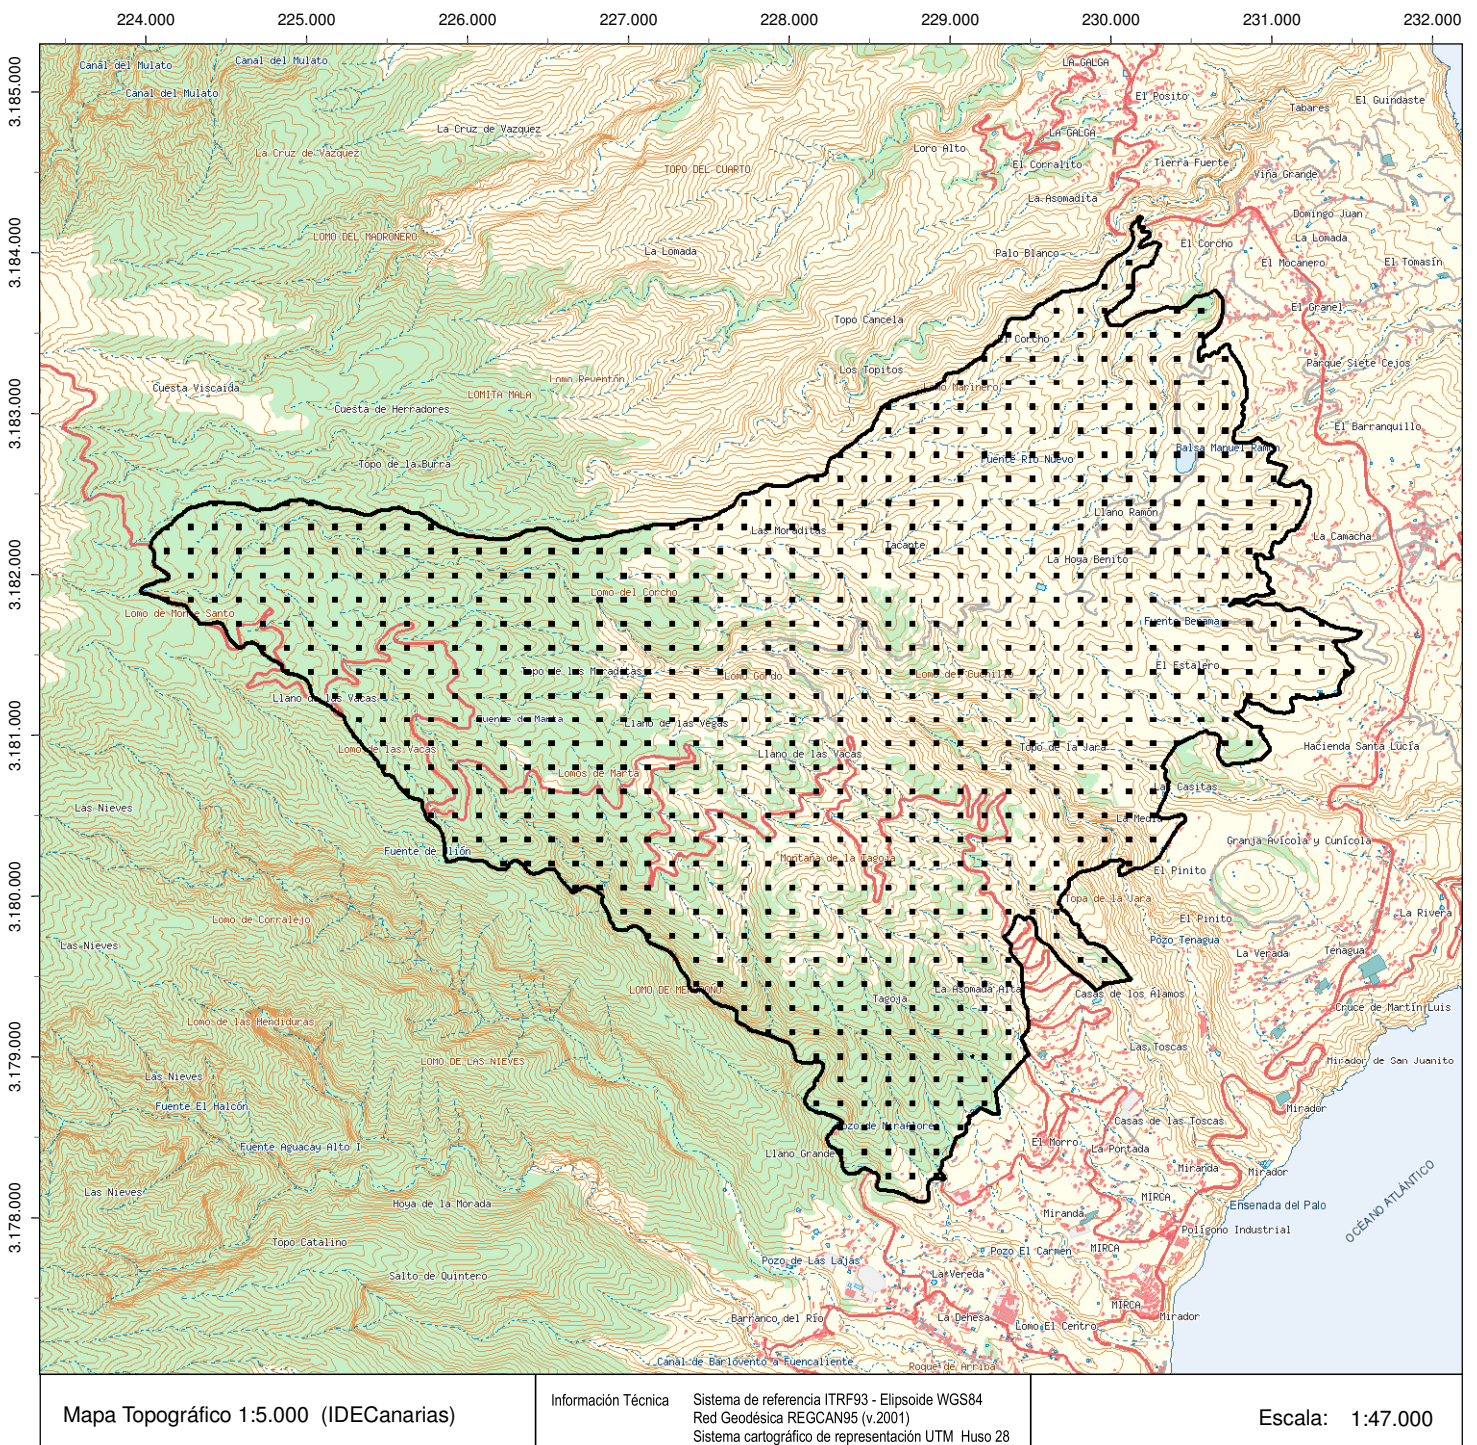 224.000 225.000 226.000 227.000 228.000 229.000 230.000 231.000 232.000
3.185.000
3.184.000
3.183.000
3.182.000
3.181.000
3.180.000
3.179.000
3.178.000
Canal del Mulato
Canal del Mulato
Canal del Mulato
La Cruz de Vazquez
La Cruz de Vazquez
LA GALGA
El Posito
El Guindaste
Tabares
LA GALGA
Loro Alto
El Corralito
Tierra Fuerte
TOPO DEL CUARTO
Viña Grande
La Asomadita
Domingo Juan
LOMO DEL MADROÑERO
La Lomada
Palo Blanco
El Corcho
La Lomada
El Mocanero
El Tomasín
El Granel
Topo Cancela
El Corcho
Parque Siete Cejos
Los Topitos
Lomo Reventón
Cuesta Viscaída
LOMITA MALA
Lomo Marinero
Cuesta de Herradores
El Barranquillo
Balsa Manuel Ramón
Topo de la Burra
Fuente Río Nuevo
Llano Ramón
Las Moraditas
Tacante
La Camacha
La Hoya Benito
Lomo del Corcho
Lomo de Monte Santo
Fuente Berama
El Estalero
Topo de las Moraditas
Lomo Gordo
Lomo del Cuchillo
Llano de las Vacas
Fuente de Marta
Llano de las Vegas
Lomo de las Vacas
Llano de las Vacas
Topo de la Jara
Hacienda Santa Lucía
Lomos de Marta
Las Casitas
Las Nieves
La Media
Granja Avícola y Cunícola
Fuente de Elión
Montaña de la Tagoja
El Pinito
Topa de la Jara
La Rivera
Lomo de Corralejo
El Pinito
Las Nieves
Pozo Tenagua
La Verada
Tenagua
LOMO DE MENDOÑO
Tagoja
La Asomada Alta
Casas de los Álamos
Cruce de Martín Luis
Lomo de las Hendiduras
Las Toscas
LOMO DE LAS NIEVES
Mirador de San Juanito
Las Nieves
Fuente El Halcón
Mirador
Pozo de Miraflores
Casas de las Toscas
Fuente Aguacay Alto I
El Morro
La Portada
Llano Grande
Miranda
Mirador
Las Nieves
MIRCA
Hoya de la Morada
Ensenada del Palo
Miranda
OCÉANO ATLÁNTICO
Polígono Industrial
Topo Catalino
MIRCA
Pozo El Carmen
Pozo de Las Lajas
Salto de Quintero
La Vereda
MIRCA
Mirador
Barranco del Río
La Dehesa
Lomo El Centro
Canal de Barlovento a Fuencaliente
Roque de Arriba
Mapa Topográfico 1:5.000 (IDECanarias)
Información Técnica
Sistema de referencia ITRF93 - Elipsoide WGS84
Red Geodésica REGCAN95 (v.2001)
Sistema cartográfico de representación UTM Huso 28
Escala: 1:47.000